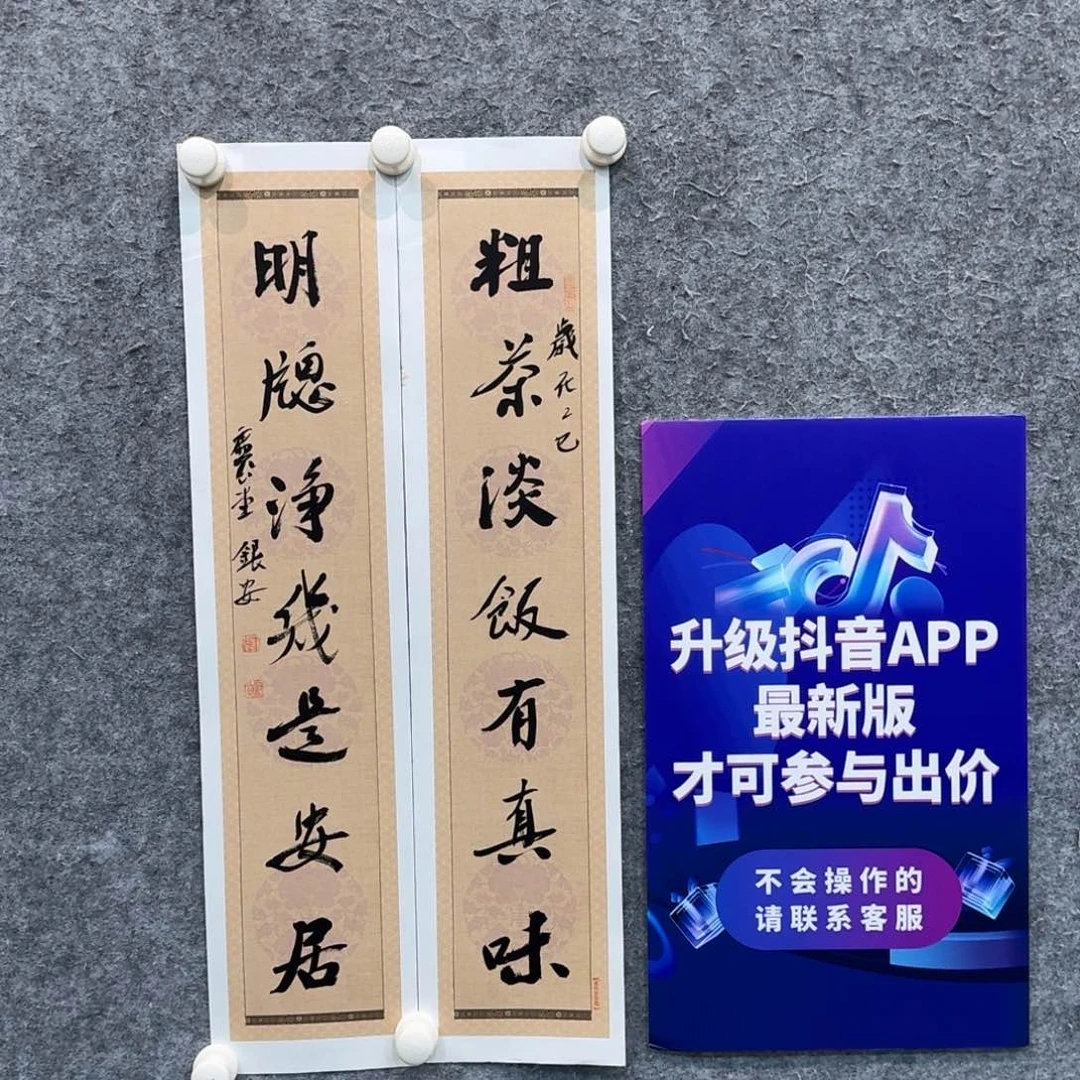 粗茶淡飯有真味
歲在乙巳
明窻淨幾是安居
銀安
升级抖音APP
最新版
才可参与出价
不会操作的
请联系客服